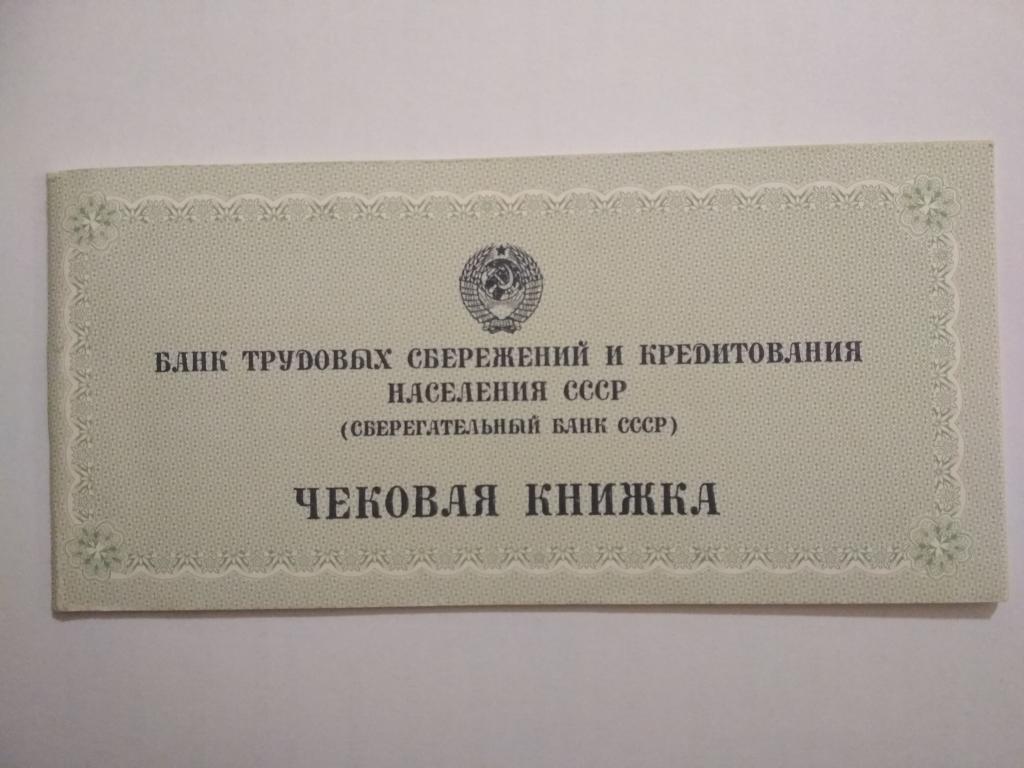 БАНК ТРУДОВЫХ СБЕРЕЖЕНИЙ И КРЕДИТОВАНИЯ
НАСЕЛЕНИЯ СССР
(СБЕРЕГАТЕЛЬНЫЙ БАНК СССР)
ЧЕКОВАЯ КНИЖКА